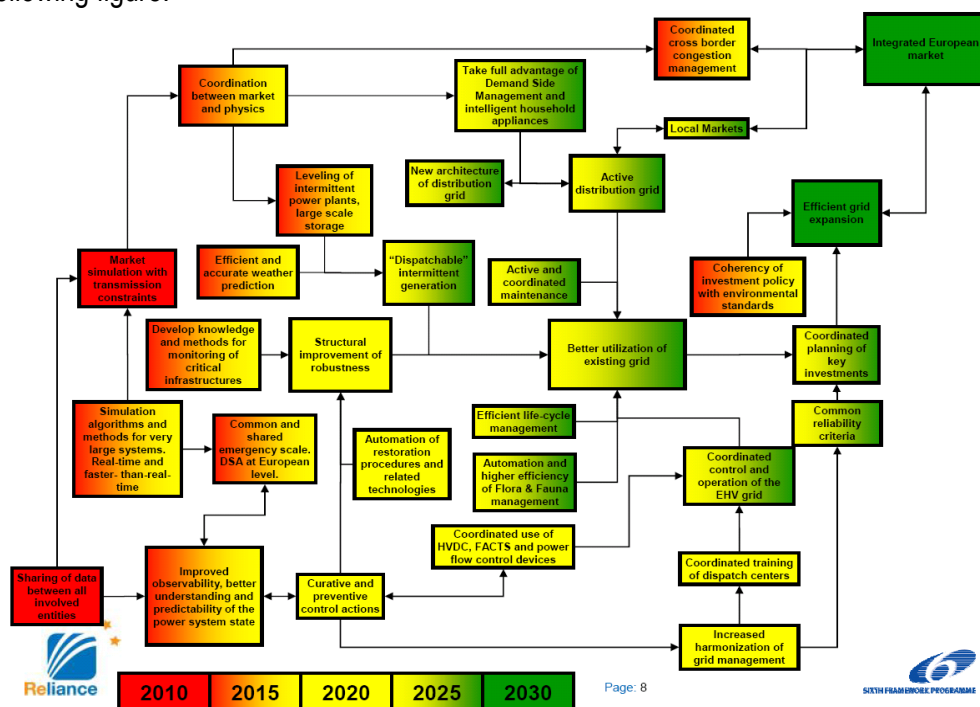 ollowing figure:
Coordinated
cross border
congestion
management
Integrated European
market
Coordination
between market
and physics
Take full advantage of
Demand Side
Management and
intelligent household
appliances
Local Markets
New architecture
of distribution
grid
Active
distribution grid
Leveling of
intermittent
power plants,
large scale
storage
Efficient grid
expansion
Market
simulation with
transmission
constraints
Efficient and
accurate weather
prediction
“Dispatchable”
intermittent
generation
Active and
coordinated
maintenance
Coherency of
investment policy
with environmental
standards
Develop knowledge
and methods for
monitoring of
critical
infrastructures
Structural
improvement of
robustness
Better utilization of
existing grid
Coordinated
planning of
key
investments
Simulation
algorithms and
methods for very
large systems.
Real-time and
faster- than-real-
time
Common and
shared
emergency scale.
DSA at European
level.
Automation of
restoration
procedures and
related
technologies
Efficient life-cycle
management
Common
reliability
criteria
Automation and
higher efficiency
of Flora & Fauna
management
Coordinated
control and
operation of the
EHV grid
Coordinated use of
HVDC, FACTS and power
flow control devices
Coordinated training
of dispatch centers
Sharing of data
between all
involved
entities
Improved
observability, better
understanding and
predictability of the
power system state
Curative and
preventive
control actions
Increased
harmonization of
grid management
Reliance
2010 2015 2020 2025 2030
Page: 8
6
SIXTH FRAMEWORK PROGRAMME